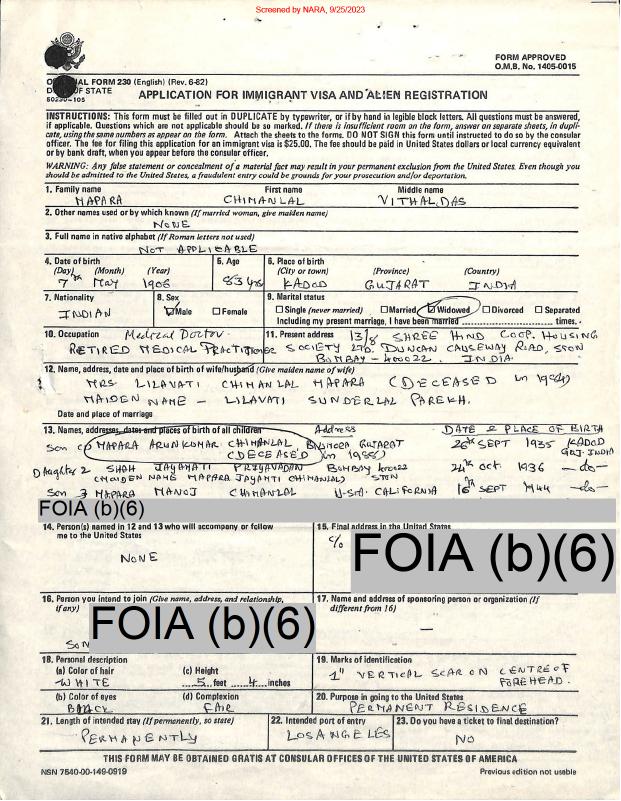 Screened by NARA, 9/25/2023
FORM APPROVED
O.M.B. No. 1405-0015
FORM 230 (English) (Rev. 6-82)
OF STATE
50230-105
APPLICATION FOR IMMIGRANT VISA AND ALIEN REGISTRATION
INSTRUCTIONS: This form must be filled out in DUPLICATE by typewriter, or if by hand in legible block letters. All questions must be answered,
if applicable. Questions which are not applicable should be so marked. If there is insufficient room on the form, answer on separate sheets, in dupli-
cate, using the same numbers as appear on the form. Attach the sheets to the forms. DO NOT SIGN this form until instructed to do so by the consular
officer. The fee for filing this application for an immigrant visa is $25.00. The fee should be paid in United States dollars or local currency equivalent
or by bank draft, when you appear before the consular officer.
WARNING: Any false statement or concealment of a material fact may result in your permanent exclusion from the United States. Even though you
should be admitted to the United States, a fraudulent entry could be grounds for your prosecution and/or deportation.
1. Family name First name Middle name
MAPARA CHIMANLAL VITHALDAS
2. Other names used or by which known (If married woman, give maiden name)
NONE
3. Full name in native alphabet (If Roman letters not used)
NOT APPLICABLE
4. Date of birth 5. Age 6. Place of birth
(Day) (Month) (Year) (City or town) (Province) (Country)
7th May 1906 83 yrs KADOD GUJARAT INDIA
7. Nationality 8. Sex 9. Marital status
INDIAN Male Female Single (never married) Married Widowed Divorced Separated
Including my present marriage, I have been married times.
10. Occupation Medical Doctor 11. Present address 13/8 SHREE HIND COOP. HOUSING
RETIRED MEDICAL PRACTITIONER SOCIETY LTD. DUNCAN CAUSEWAY ROAD, SION
BOMBAY-400022. INDIA
12. Name, address, date and place of birth of wife/husband (Give maiden name of wife)
MRS. LILAVATI CHIMANLAL MAPARA (DECEASED in 1984)
MAIDEN NAME - LILAVATI SUNDERLAL PAREKH.
Date and place of marriage
13. Names, addresses, dates and places of birth of all children Address DATE & PLACE OF BIRTH
Son MAPARA ARUNKUMAR CHIMANLAL GUJARAT 26th SEPT 1935 KADOD
(DECEASED in 1985) GUJ. INDIA
Daughter 2 SHAH JAYAMATI PRIYAVADAN BOMBAY 400022 24th OCT. 1936 -do-
(MAIDEN NAME MAPARA JAYAMTI CHIMANLAL) SION
Son 3 MAPARA MANOJ CHIMANLAL U.S.A. CALIFORNIA 16th SEPT 1944 -do-
FOIA (b)(6)
14. Person(s) named in 12 and 13 who will accompany or follow
me to the United States
NONE
15. Final address in the United States
c/o
FOIA (b)(6)
16. Person you intend to join (Give name, address, and relationship,
if any)
FOIA (b)(6)
SON
17. Name and address of sponsoring person or organization (If
different from 16)
—
18. Personal description
(a) Color of hair (c) Height
WHITE 5 feet 4 inches
(b) Color of eyes (d) Complexion
BLACK FAIR
19. Marks of identification
1" VERTICAL SCAR ON CENTRE OF
FOREHEAD.
20. Purpose in going to the United States
PERMANENT RESIDENCE
21. Length of intended stay (If permanently, so state) 22. Intended port of entry 23. Do you have a ticket to final destination?
PERMANENTLY LOS ANGELES NO
THIS FORM MAY BE OBTAINED GRATIS AT CONSULAR OFFICES OF THE UNITED STATES OF AMERICA
NSN 7540-00-149-0919 Previous edition not usable